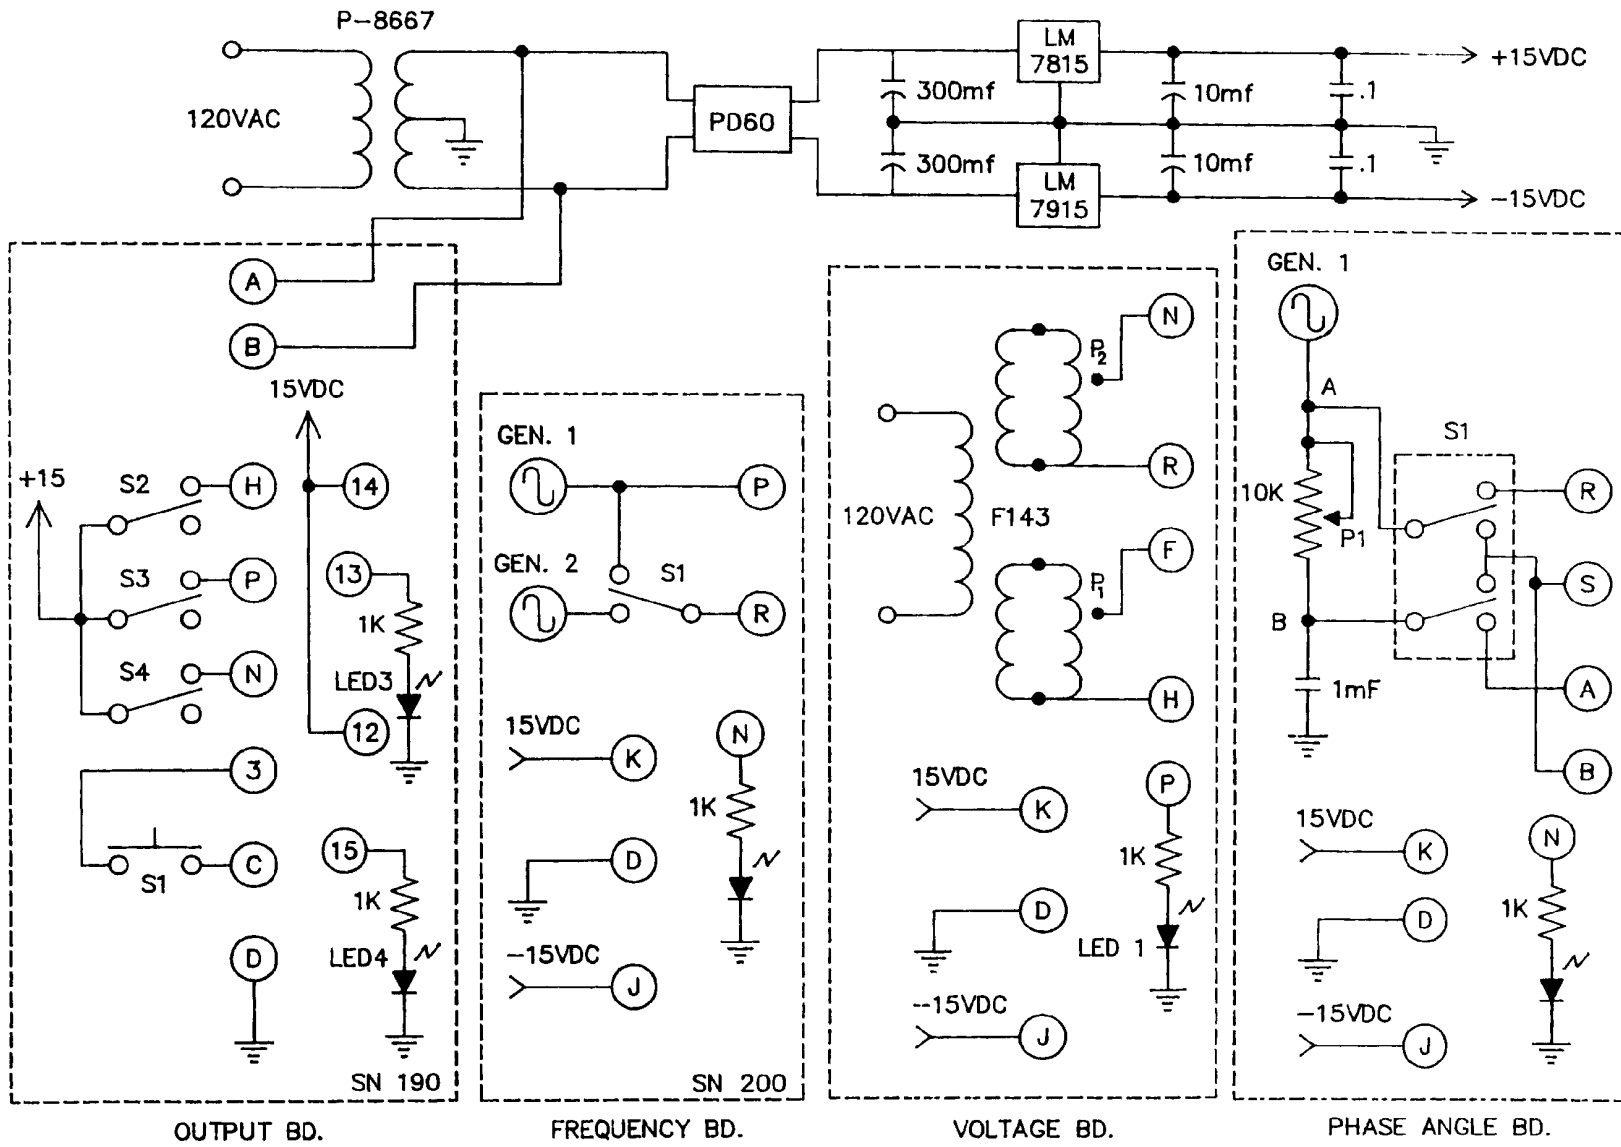 P-8667
120VAC
PD60
300mf
300mf
LM
7815
LM
7915
10mf
10mf
.1
.1
+15VDC
-15VDC
A
B
15VDC
+15
S2
H
14
S3
P
13
1K
S4
N
LED3
12
3
S1
C
15
1K
LED4
D
SN 190
OUTPUT BD.
GEN. 1
P
GEN. 2
S1
R
15VDC
K
N
1K
D
-15VDC
J
SN 200
FREQUENCY BD.
N
P2
R
120VAC
F143
F
P1
H
15VDC
K
P
1K
D
LED 1
--15VDC
J
VOLTAGE BD.
GEN. 1
A
S1
10K
P1
R
S
B
1mF
A
B
15VDC
K
N
1K
D
-15VDC
J
PHASE ANGLE BD.